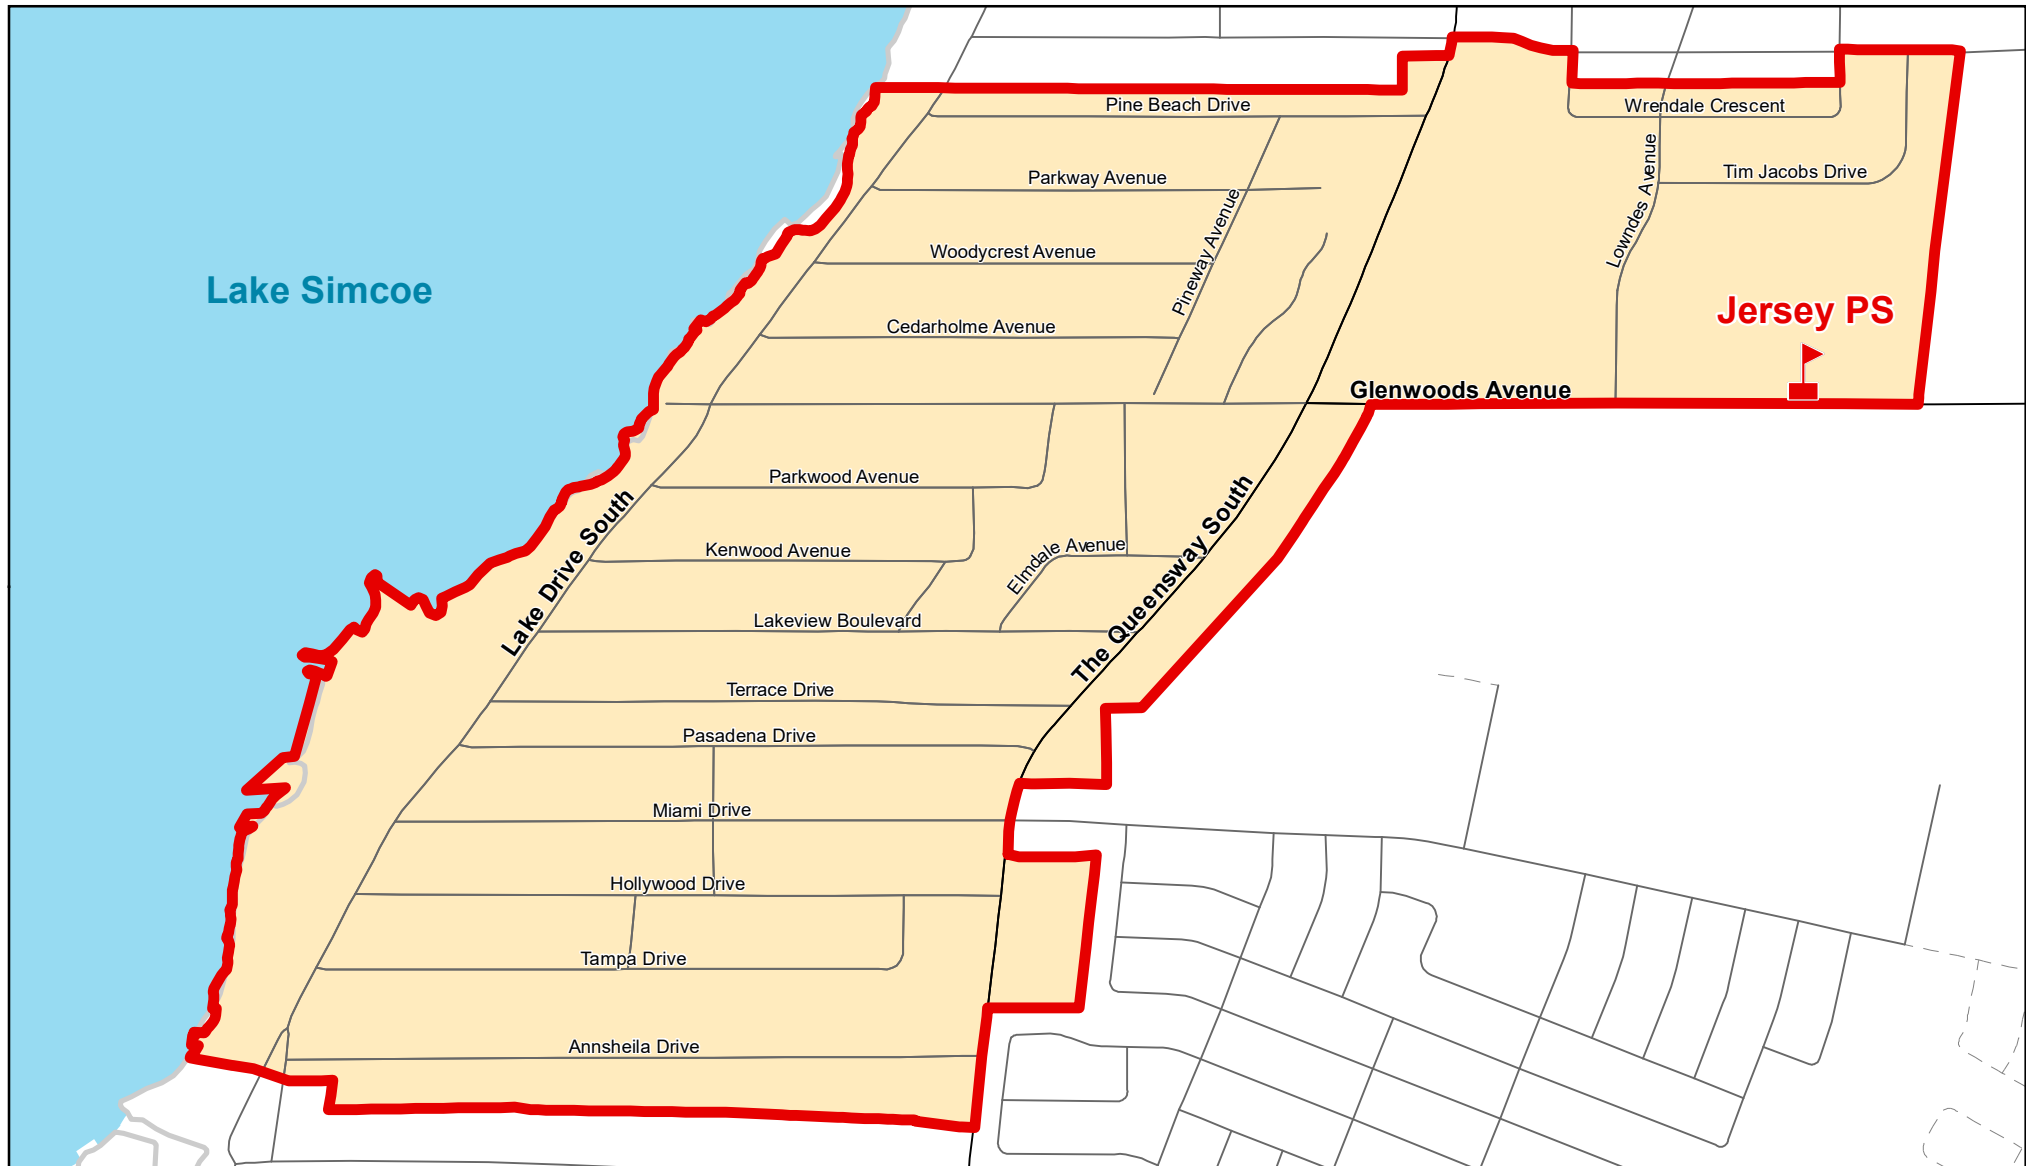 Pine Beach Drive
Wrendale Crescent
Parkway Avenue
Tim Jacobs Drive
Lowndes Avenue
Pineway Avenue
Woodycrest Avenue
Lake Simcoe
Jersey PS
Cedarholme Avenue
Glenwoods Avenue
Parkwood Avenue
Lake Drive South
The Queensway South
Kenwood Avenue
Elmdale Avenue
Lakeview Boulevard
Terrace Drive
Pasadena Drive
Miami Drive
Hollywood Drive
Tampa Drive
Annsheila Drive